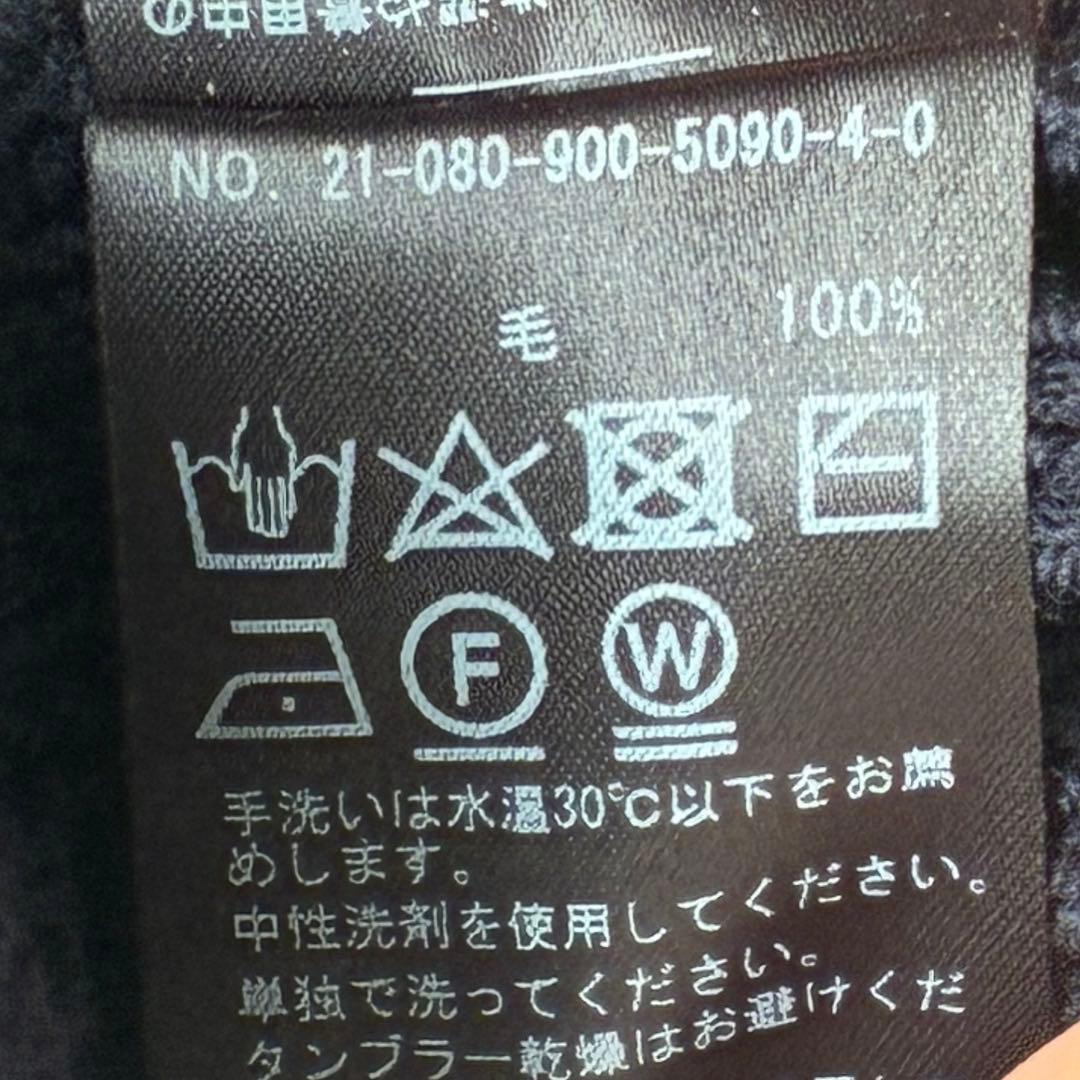 NO. 21-080-900-5090-4-0
毛 100%
F W
手洗いは水温30℃以下をお薦
めします。
中性洗剤を使用してください。
単独で洗ってください。
タンブラー乾燥はお避けくだ